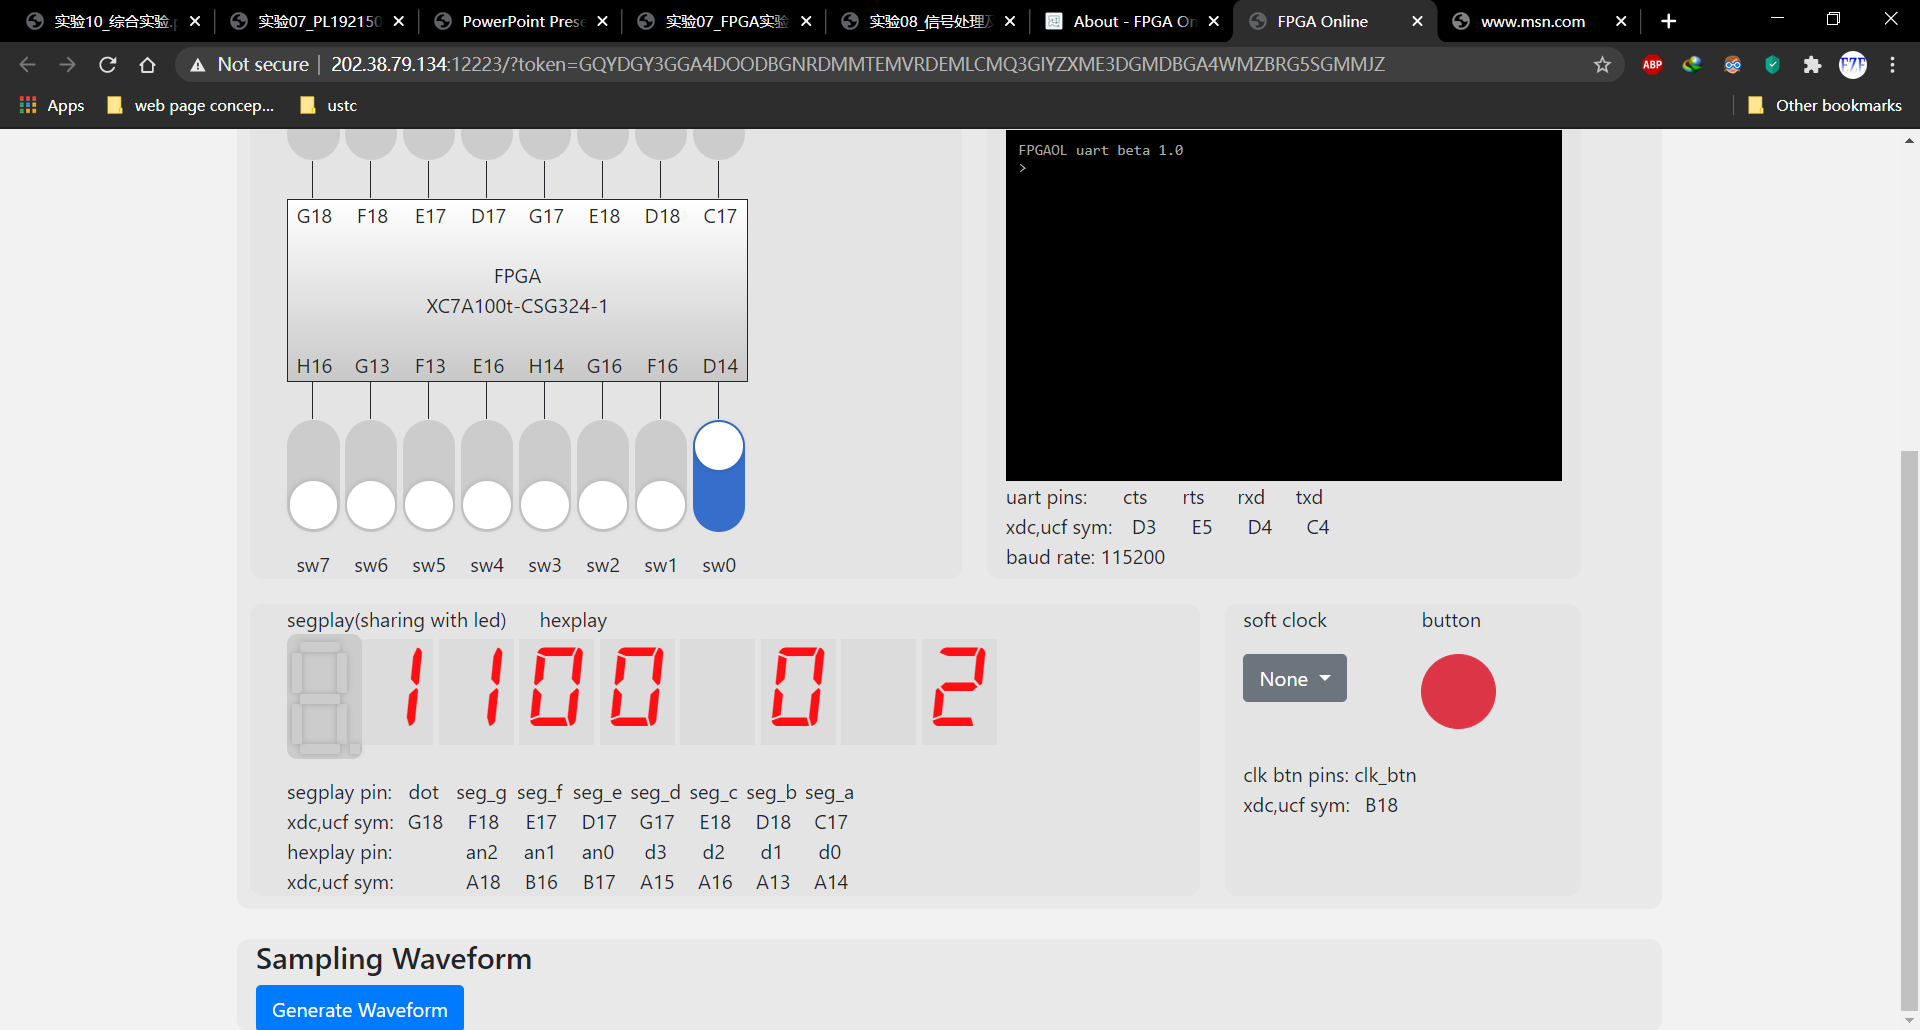 实验10_综合实验.p
实验07_PL192150
PowerPoint Prese
实验07_FPGA实验
实验08_信号处理及
About - FPGA On
FPGA Online
www.msn.com
Not secure | 202.38.79.134:12223/?token=GQYDGY3GGA4DOODBGNRDMMTEMVRDEMLCMQ3GIYZXME3DGMDBGA4WMZBRG5SGMMJZ
ABP
FZF
Apps web page concep... ustc Other bookmarks
G18 F18 E17 D17 G17 E18 D18 C17
FPGA
XC7A100t-CSG324-1
H16 G13 F13 E16 H14 G16 F16 D14
sw7 sw6 sw5 sw4 sw3 sw2 sw1 sw0
FPGAOL uart beta 1.0
>
uart pins: cts rts rxd txd
xdc,ucf sym: D3 E5 D4 C4
baud rate: 115200
segplay(sharing with led) hexplay
1 1 0 0 0 2
segplay pin: dot seg_g seg_f seg_e seg_d seg_c seg_b seg_a
xdc,ucf sym: G18 F18 E17 D17 G17 E18 D18 C17
hexplay pin: an2 an1 an0 d3 d2 d1 d0
xdc,ucf sym: A18 B16 B17 A15 A16 A13 A14
soft clock button
None
clk btn pins: clk_btn
xdc,ucf sym: B18
Sampling Waveform
Generate Waveform